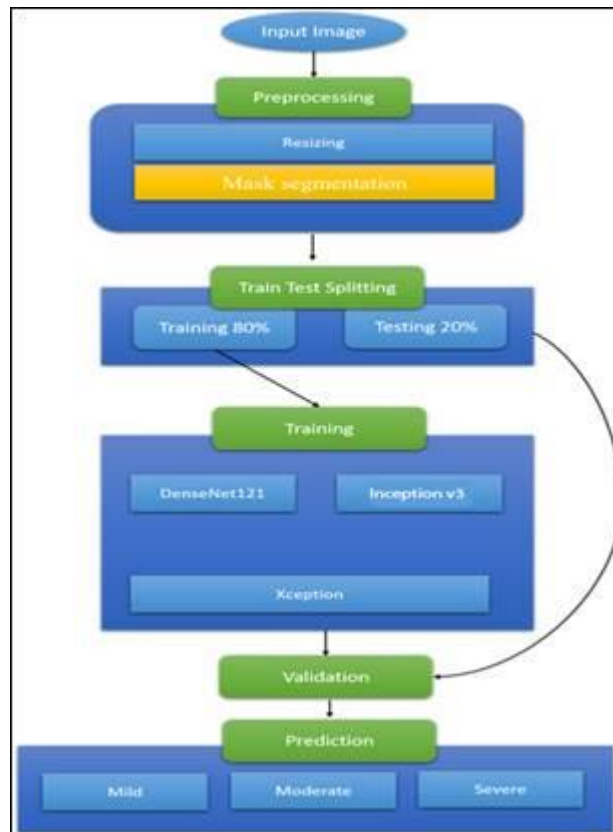 Input Image
Preprocessing
Resizing
Mask segmentation
Train Test Splitting
Training 80%
Testing 20%
Training
DenseNet121
Inception v3
Xception
Validation
Prediction
Mild
Moderate
Severe